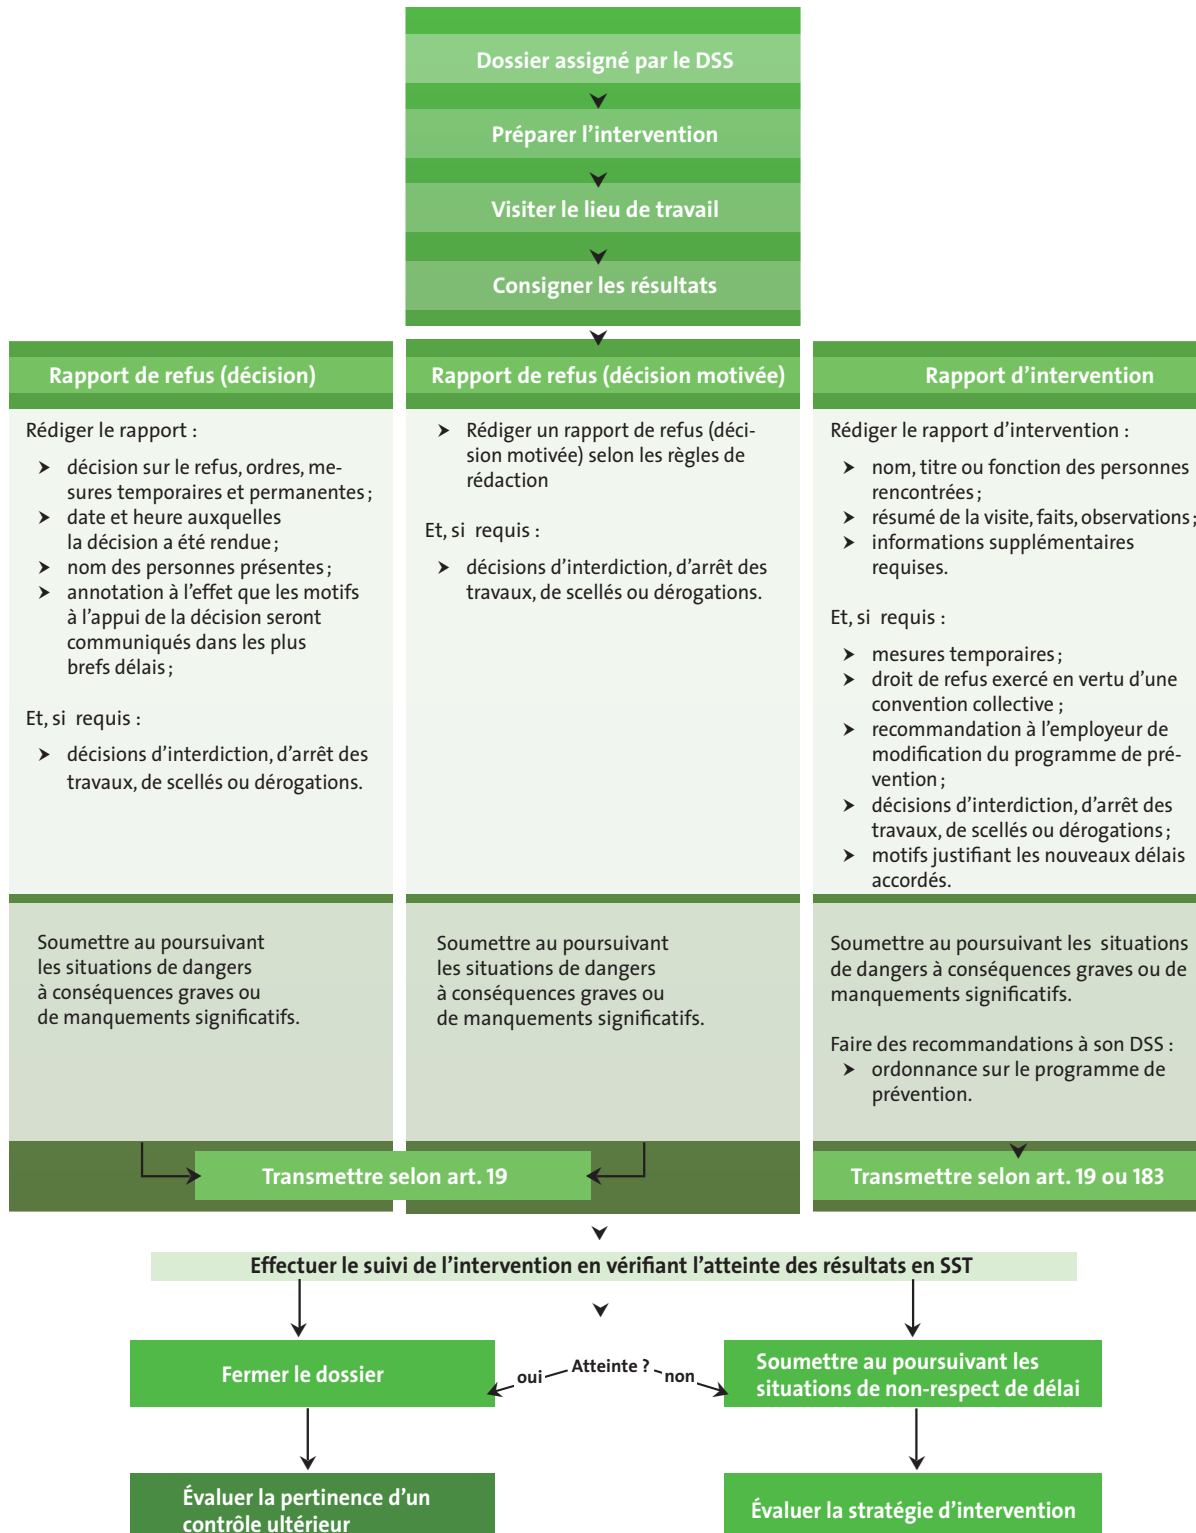 Dossier assigné par le DSS
Préparer l'intervention
Visiter le lieu de travail
Consigner les résultats
Rapport de refus (décision)
Rédiger le rapport :
décision sur le refus, ordres, me-
sures temporaires et permanentes ;
date et heure auxquelles
la décision a été rendue ;
nom des personnes présentes ;
annotation à l'effet que les motifs
à l'appui de la décision seront
communiqués dans les plus
brefs délais ;
Et, si requis :
décisions d'interdiction, d'arrêt des
travaux, de scellés ou dérogations.
Soumettre au poursuivant
les situations de dangers
à conséquences graves ou
de manquements significatifs.
Rapport de refus (décision motivée)
Rédiger un rapport de refus (déci-
sion motivée) selon les règles de
rédaction
Et, si requis :
décisions d'interdiction, d'arrêt des
travaux, de scellés ou dérogations.
Soumettre au poursuivant
les situations de dangers
à conséquences graves ou
de manquements significatifs.
Transmettre selon art. 19
Rapport d'intervention
Rédiger le rapport d'intervention :
nom, titre ou fonction des personnes
rencontrées ;
résumé de la visite, faits, observations ;
informations supplémentaires
requises.
Et, si requis :
mesures temporaires ;
droit de refus exercé en vertu d'une
convention collective ;
recommandation à l'employeur de
modification du programme de pré-
vention ;
décisions d'interdiction, d'arrêt des
travaux, de scellés ou dérogations ;
motifs justifiant les nouveaux délais
accordés.
Soumettre au poursuivant les situations
de dangers à conséquences graves ou de
manquements significatifs.
Faire des recommandations à son DSS :
ordonnance sur le programme de
prévention.
Transmettre selon art. 19 ou 183
Effectuer le suivi de l'intervention en vérifiant l'atteinte des résultats en SST
Fermer le dossier
oui
Atteinte ?
non
Soumettre au poursuivant les
situations de non-respect de délai
Évaluer la pertinence d'un
contrôle ultérieur
Évaluer la stratégie d'intervention